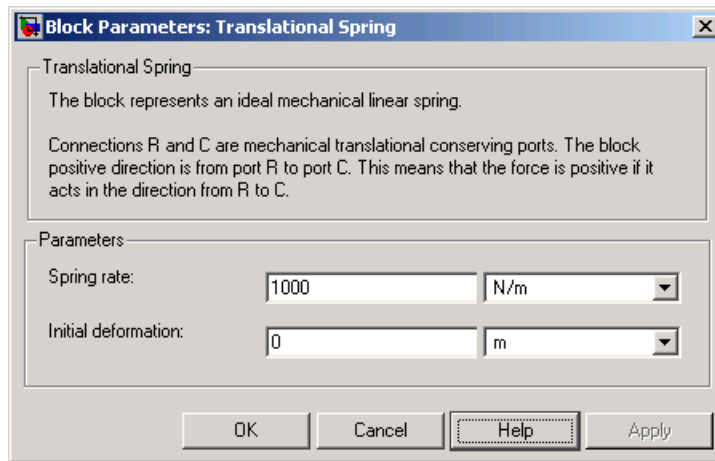 Block Parameters: Translational Spring
Translational Spring
The block represents an ideal mechanical linear spring.
Connections R and C are mechanical translational conserving ports. The block
positive direction is from port R to port C. This means that the force is positive if it
acts in the direction from R to C.
Parameters
Spring rate: 1000 N/m
Initial deformation: 0 m
OK Cancel Help Apply